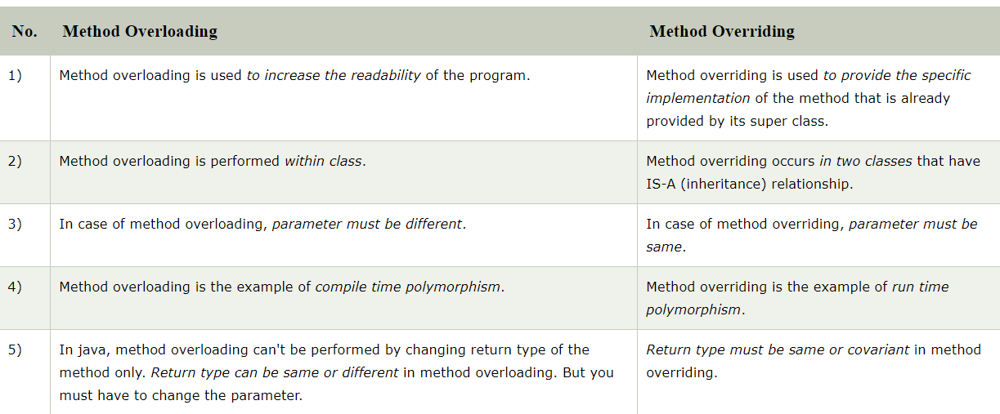 No. Method Overloading Method Overriding
1) Method overloading is used to increase the readability of the program. Method overriding is used to provide the specific
implementation of the method that is already
provided by its super class.
2) Method overloading is performed within class. Method overriding occurs in two classes that have
IS-A (inheritance) relationship.
3) In case of method overloading, parameter must be different. In case of method overriding, parameter must be
same.
4) Method overloading is the example of compile time polymorphism. Method overriding is the example of run time
polymorphism.
5) In java, method overloading can't be performed by changing return type of the Return type must be same or covariant in method
method only. Return type can be same or different in method overloading. But you overriding.
must have to change the parameter.